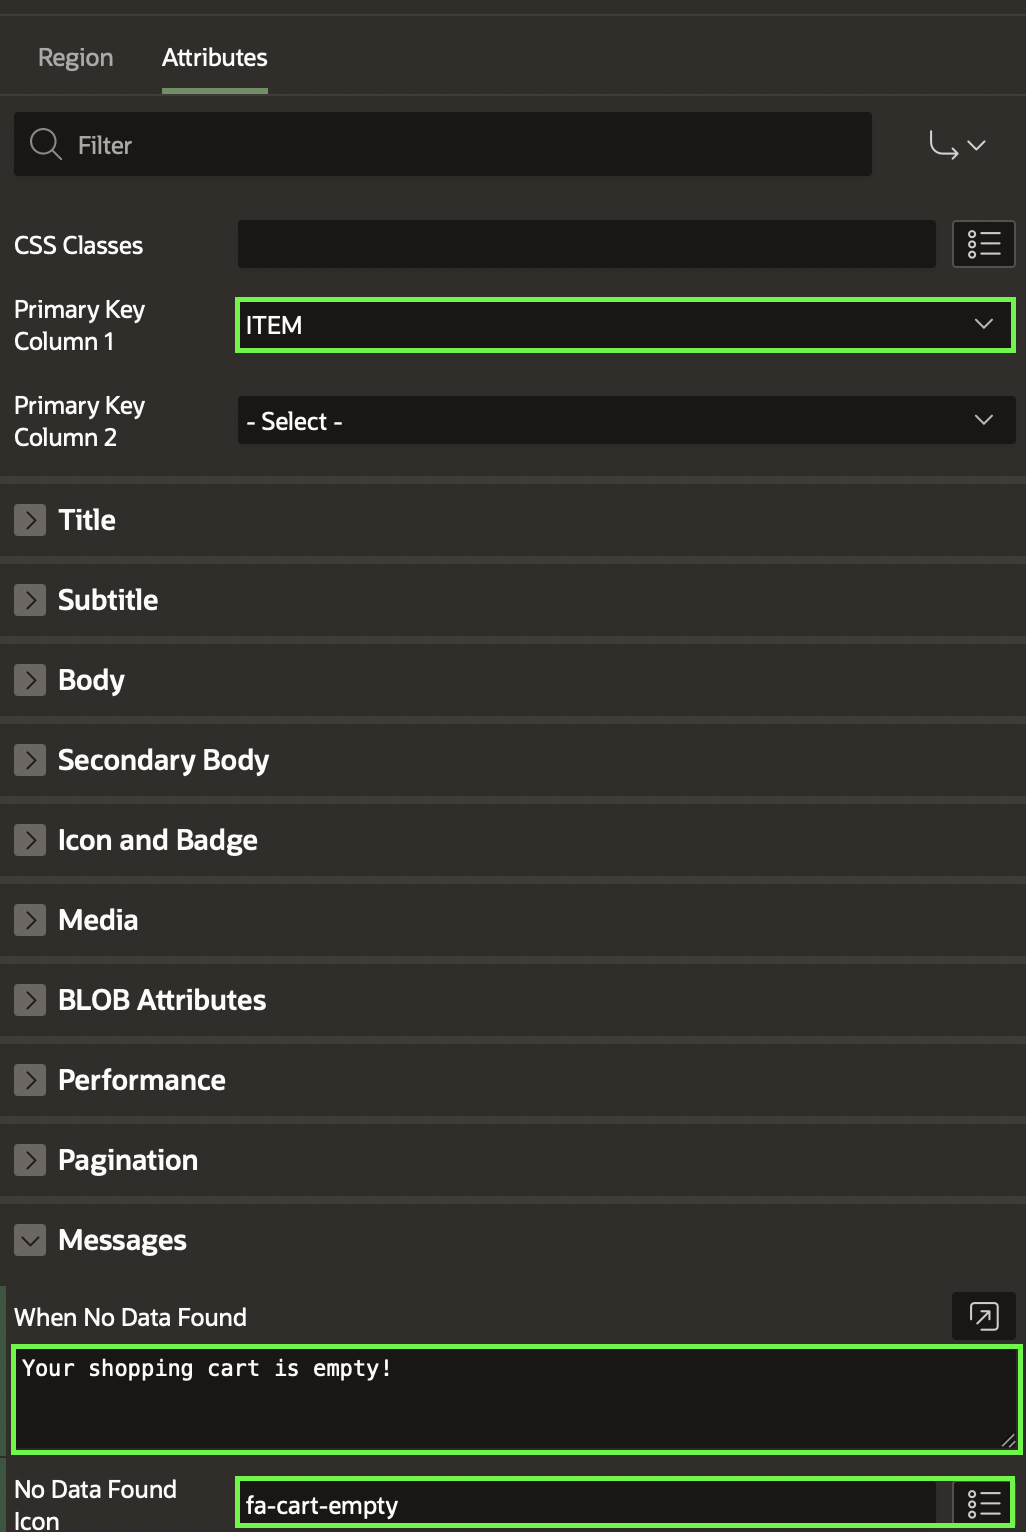 Region Attributes
Filter
CSS Classes
Primary Key
Column 1
ITEM
Primary Key
Column 2
- Select -
Title
Subtitle
Body
Secondary Body
Icon and Badge
Media
BLOB Attributes
Performance
Pagination
Messages
When No Data Found
Your shopping cart is empty!
No Data Found
Icon
fa-cart-empty